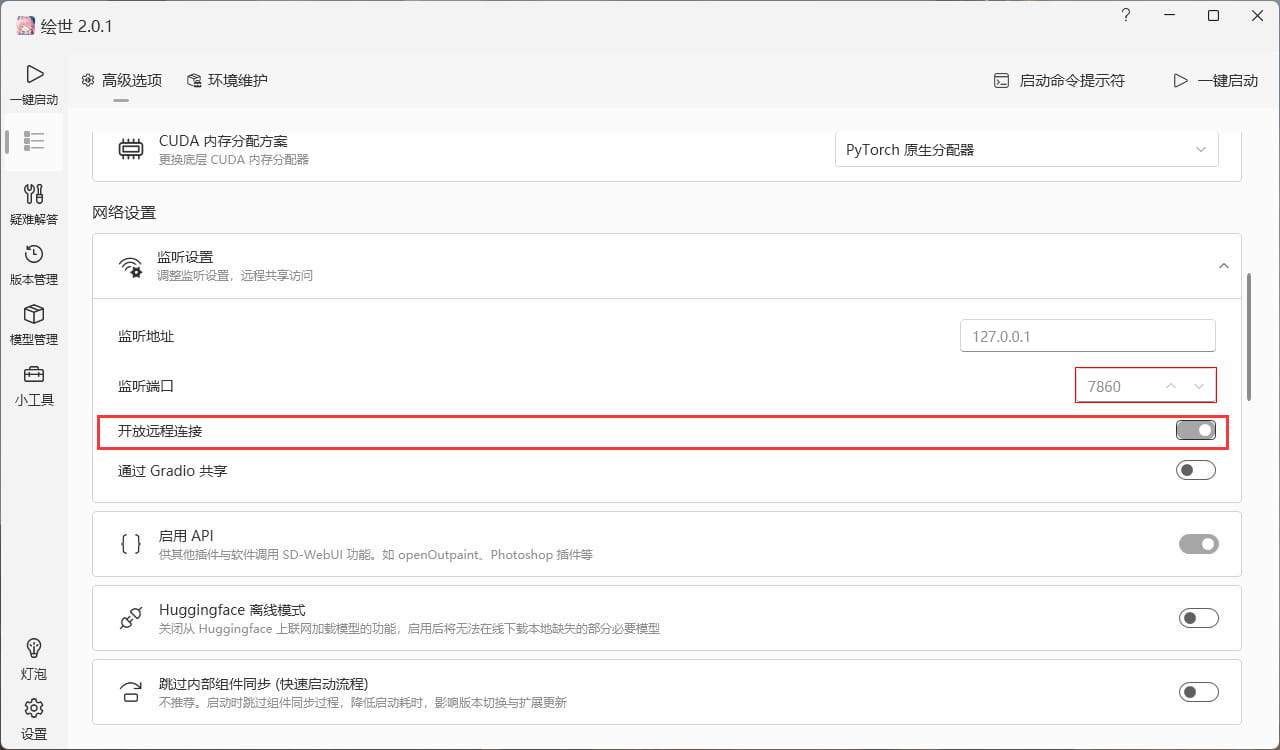 绘世 2.0.1
?
一键启动
高级选项
环境维护
启动命令提示符
一键启动
CUDA 内存分配方案
更换底层 CUDA 内存分配器
PyTorch 原生分配器
疑难解答
版本管理
模型管理
小工具
网络设置
监听设置
调整监听设置，远程共享访问
监听地址
127.0.0.1
监听端口
7860
开放远程连接
通过 Gradio 共享
启用 API
供其他插件与软件调用 SD-WebUI 功能。如 openOutpaint、Photoshop 插件等
Huggingface 离线模式
关闭从 Huggingface 上联网加载模型的功能，启用后将无法在线下载本地缺失的部分必要模型
跳过内部组件同步 (快速启动流程)
不推荐。启动时跳过组件同步过程，降低启动耗时，影响版本切换与扩展更新
灯泡
设置